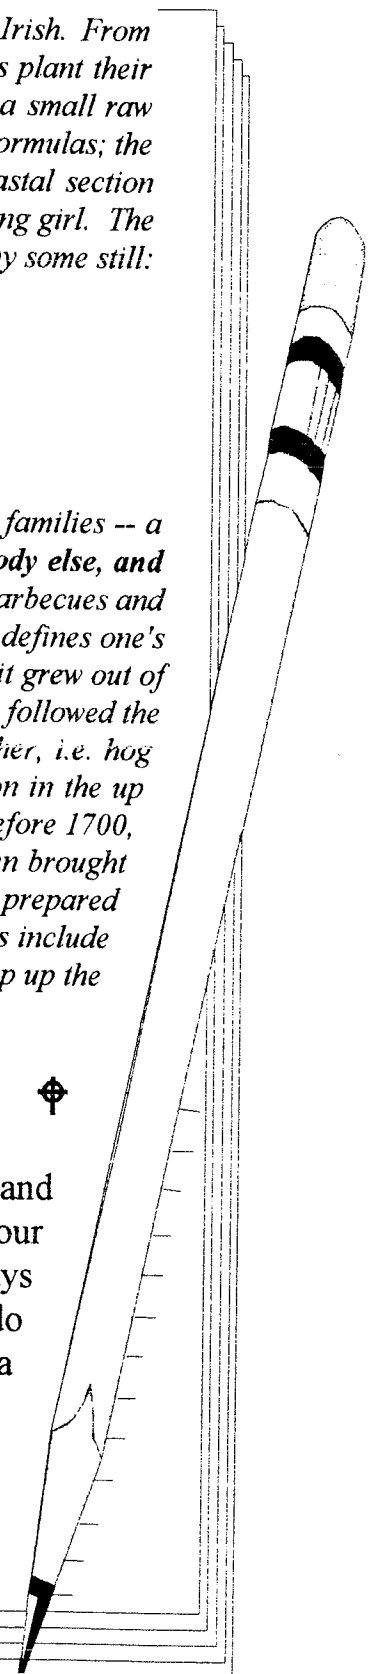 Irish. From
s plant their
a small raw
ormulas; the
astal section
ng girl. The
y some still:
families -- a
ody else, and
arbecues and
defines one's
it grew out of
followed the
her, i.e. hog
on in the up
efore 1700,
n brought
prepared
s include
p up the
and
our
ys
do
a